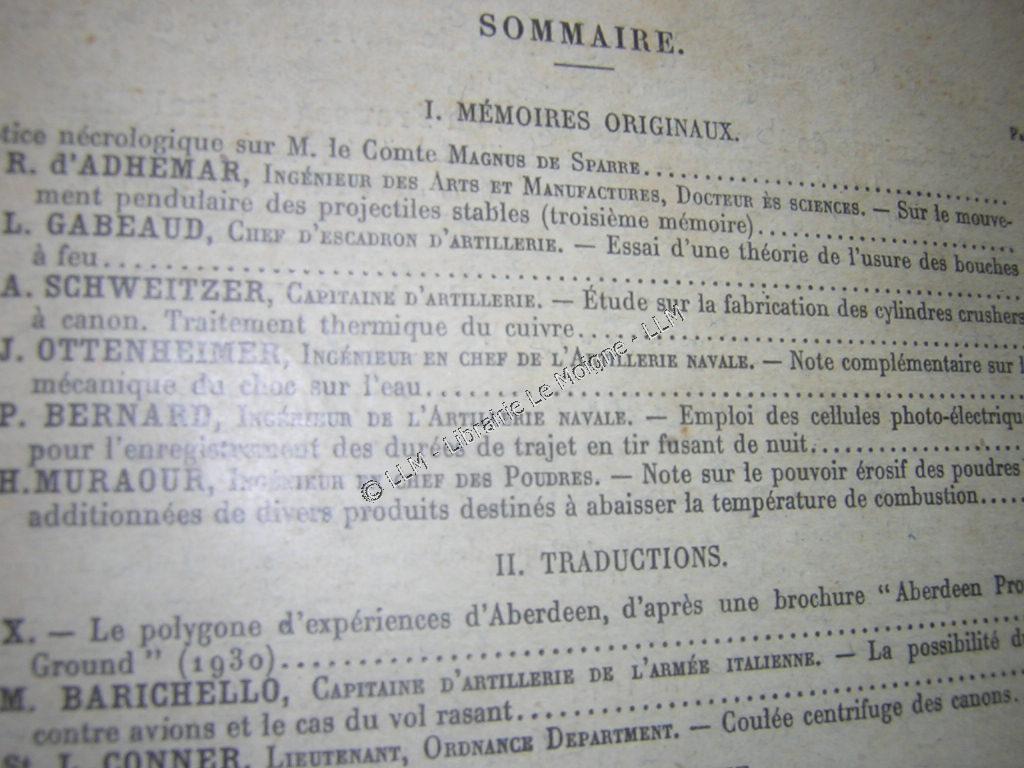 SOMMAIRE.
I. MÉMOIRES ORIGINAUX.
tice nécrologique sur M. le Comte MAGNUS DE SPARRE
R. d'ADHÉMAR, INGÉNIEUR DES ARTS ET MANUFACTURES, DOCTEUR ÈS SCIENCES. — Sur le mouve-
ment pendulaire des projectiles stables (troisième mémoire)
L. GABEAUD, CHEF D'ESCADRON D'ARTILLERIE. — Essai d'une théorie de l'usure des bouches
à feu
A. SCHWEITZER, CAPITAINE D'ARTILLERIE. — Étude sur la fabrication des cylindres crushers
à canon. Traitement thermique du cuivre
J. OTTENHEIMER, INGÉNIEUR EN CHEF DE L'ARTILLERIE NAVALE. — Note complémentaire sur l
mécanique du choc sur l'eau
P. BERNARD, INGÉNIEUR DE L'ARTILLERIE NAVALE. — Emploi des cellules photo-électriqu
pour l'enregistrement des durées de trajet en tir fusant de nuit
H. MURAOUR, INGÉNIEUR EN CHEF DES POUDRES. — Note sur le pouvoir érosif des poudres
additionnées de divers produits destinés à abaisser la température de combustion
© LLM - Librairie Le Moigne - LLM
II. TRADUCTIONS.
X. — Le polygone d'expériences d'Aberdeen, d'après une brochure "Aberdeen Pro
Ground" (1930)
M. BARICHELLO, CAPITAINE D'ARTILLERIE DE L'ARMÉE ITALIENNE. — La possibilité d
contre avions et le cas du vol rasant
St. L. CONNER, LIEUTENANT, ORDNANCE DEPARTMENT. — Coulée centrifuge des canons.